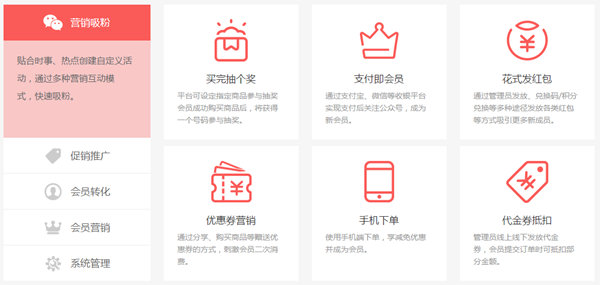 营销吸粉
贴合时事、热点创建自定义活
动，通过多种营销互动模
式，快速吸粉。
促销推广
会员转化
会员营销
系统管理
买完抽个奖
平台可设定指定商品参与抽奖
会员成功购买商品后，将获得
一个号码参与抽奖。
支付即会员
通过支付宝、微信等收银平台
实现支付后关注公众号，成为
新会员。
花式发红包
通过管理员发放、兑换码/积分
兑换等多种途径发放各类红包
等方式吸引更多新成员。
优惠券营销
通过分享、购买商品等赠送优
惠券的方式，刺激会员二次消
费。
手机下单
使用手机端下单，享减免优惠
并成为会员。
代金券抵扣
管理员线上线下发放代金
券，会员提交订单时可抵扣部
分金额。